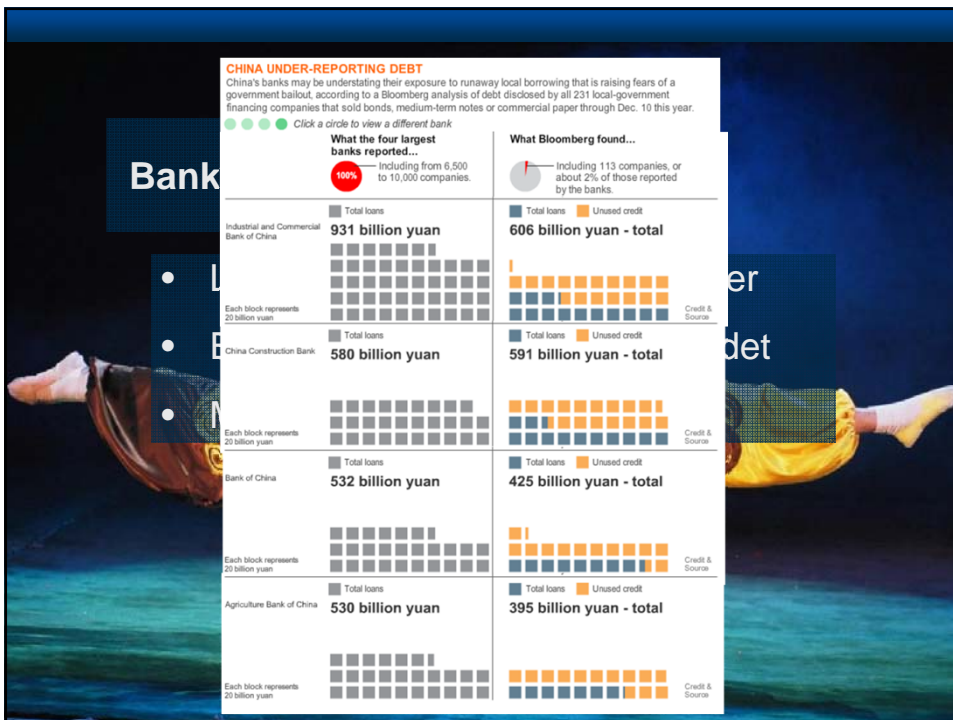 CHINA UNDER-REPORTING DEBT
China's banks may be understating their exposure to runaway local borrowing that is raising fears of a
government bailout, according to a Bloomberg analysis of debt disclosed by all 231 local-government
financing companies that sold bonds, medium-term notes or commercial paper through Dec. 10 this year.
Click a circle to view a different bank
What the four largest
banks reported...
100%
Including from 6,500
to 10,000 companies.
What Bloomberg found...
Including 113 companies, or
about 2% of those reported
by the banks.
Bank
Industrial and Commercial
Bank of China
Total loans
931 billion yuan
Total loans Unused credit
606 billion yuan - total
Each block represents
20 billion yuan
Credit &
Source
er
China Construction Bank
Total loans
580 billion yuan
Total loans Unused credit
591 billion yuan - total
Each block represents
20 billion yuan
Credit &
Source
det
Bank of China
Total loans
532 billion yuan
Total loans Unused credit
425 billion yuan - total
Each block represents
20 billion yuan
Credit &
Source
Agriculture Bank of China
Total loans
530 billion yuan
Total loans Unused credit
395 billion yuan - total
Each block represents
20 billion yuan
Credit &
Source